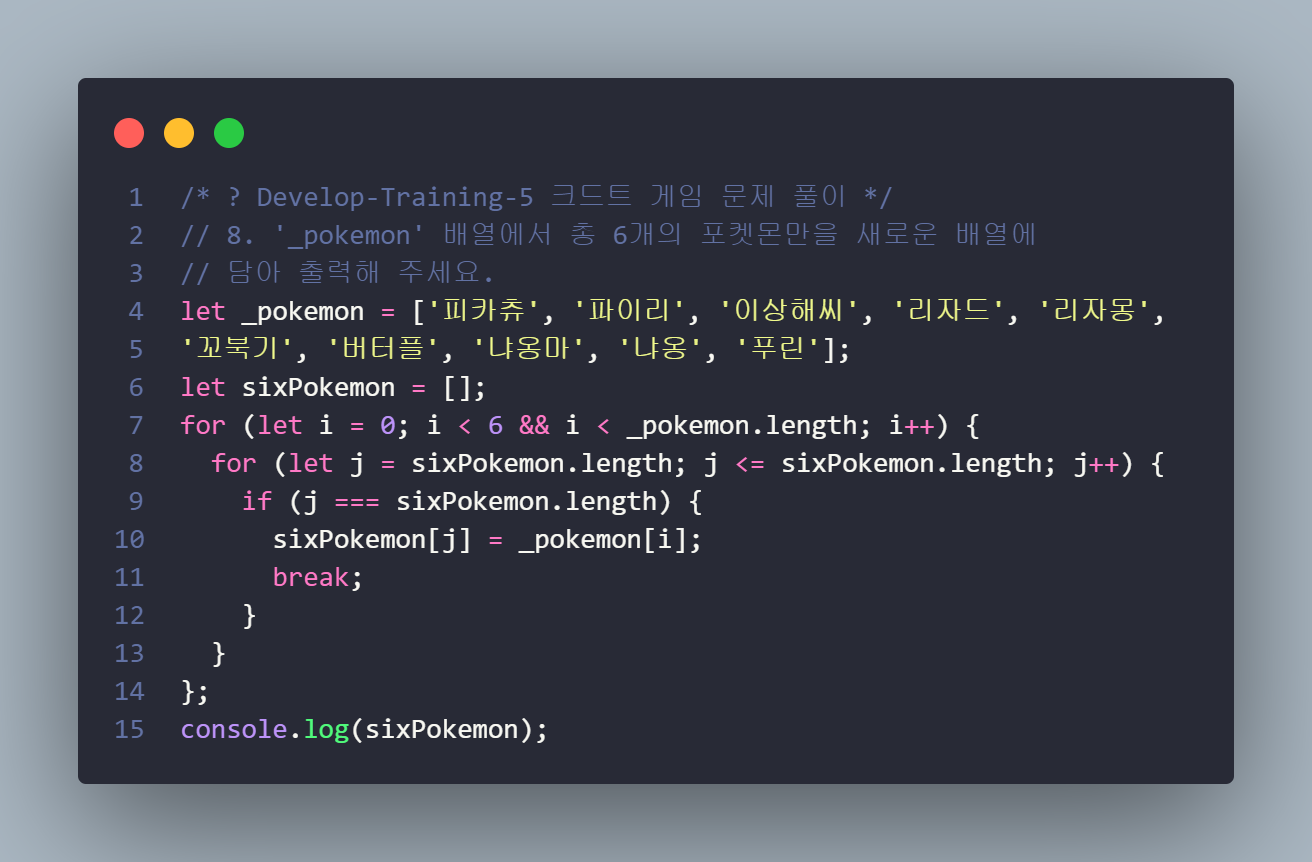 1 /* ? Develop-Training-5 크드트 게임 문제 풀이 */
2 // 8. '_pokemon' 배열에서 총 6개의 포켓몬만을 새로운 배열에
3 // 담아 출력해 주세요.
4 let _pokemon = ['피카츄', '파이리', '이상해씨', '리자드', '리자몽',
5 '꼬북기', '버터플', '냐옹마', '냐옹', '푸린'];
6 let sixPokemon = [];
7 for (let i = 0; i < 6 && i < _pokemon.length; i++) {
8   for (let j = sixPokemon.length; j <= sixPokemon.length; j++) {
9     if (j === sixPokemon.length) {
10       sixPokemon[j] = _pokemon[i];
11       break;
12     }
13   }
14 };
15 console.log(sixPokemon);